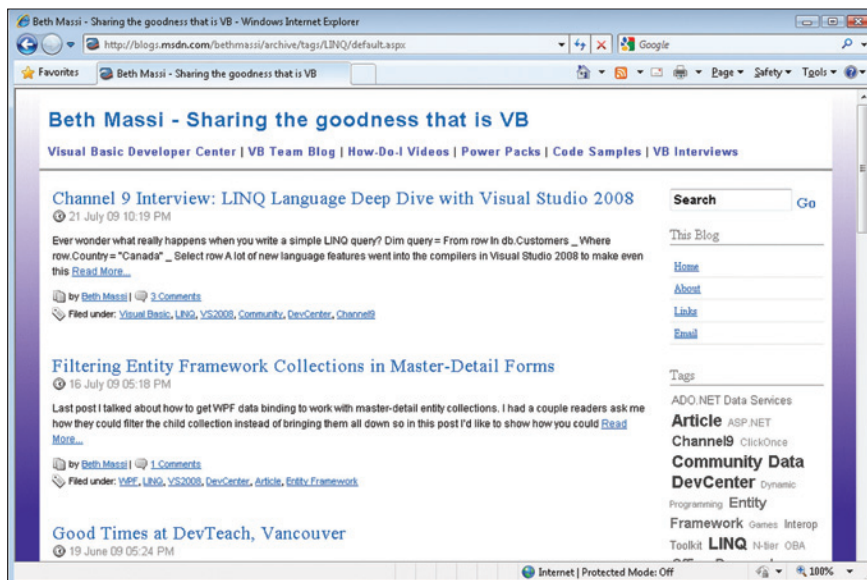 Beth Massi - Sharing the goodness that is VB - Windows Internet Explorer
http://blogs.msdn.com/bethmassi/archive/tags/LINQ/default.aspx
Google
Favorites
Beth Massi - Sharing the goodness that is VB
Page
Safety
Tools
Beth Massi - Sharing the goodness that is VB
Visual Basic Developer Center | VB Team Blog | How-Do-I Videos | Power Packs | Code Samples | VB Interviews
Channel 9 Interview: LINQ Language Deep Dive with Visual Studio 2008
21 July 09 10:19 PM
Ever wonder what really happens when you write a simple LINQ query? Dim query = From row In db.Customers _ Where
row.Country = "Canada" _ Select row A lot of new language features went into the compilers in Visual Studio 2008 to make even
this Read More...
by Beth Massi | 3 Comments
Filed under: Visual Basic, LINQ, VS2008, Community, DevCenter, Channel9
Filtering Entity Framework Collections in Master-Detail Forms
16 July 09 05:18 PM
Last post I talked about how to get WPF data binding to work with master-detail entity collections. I had a couple readers ask me
how they could filter the child collection instead of bringing them all down so in this post I'd like to show how you could Read
More...
by Beth Massi | 1 Comments
Filed under: WPF, LINQ, VS2008, DevCenter, Article, Entity Framework
Good Times at DevTeach, Vancouver
19 June 09 05:24 PM
Search Go
This Blog
Home
About
Links
Email
Tags
ADO.NET Data Services
Article ASP.NET
Channel9 ClickOnce
Community Data
DevCenter Dynamic
Programming Entity
Framework Games Interop
Toolkit LINQ N-tier OBA
Internet | Protected Mode: Off
100%